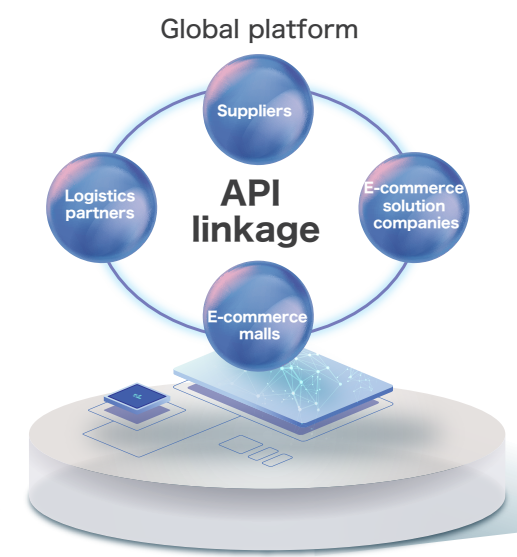 Global platform
Suppliers
Logistics
partners
API
linkage
E-commerce
solution
companies
E-commerce
malls